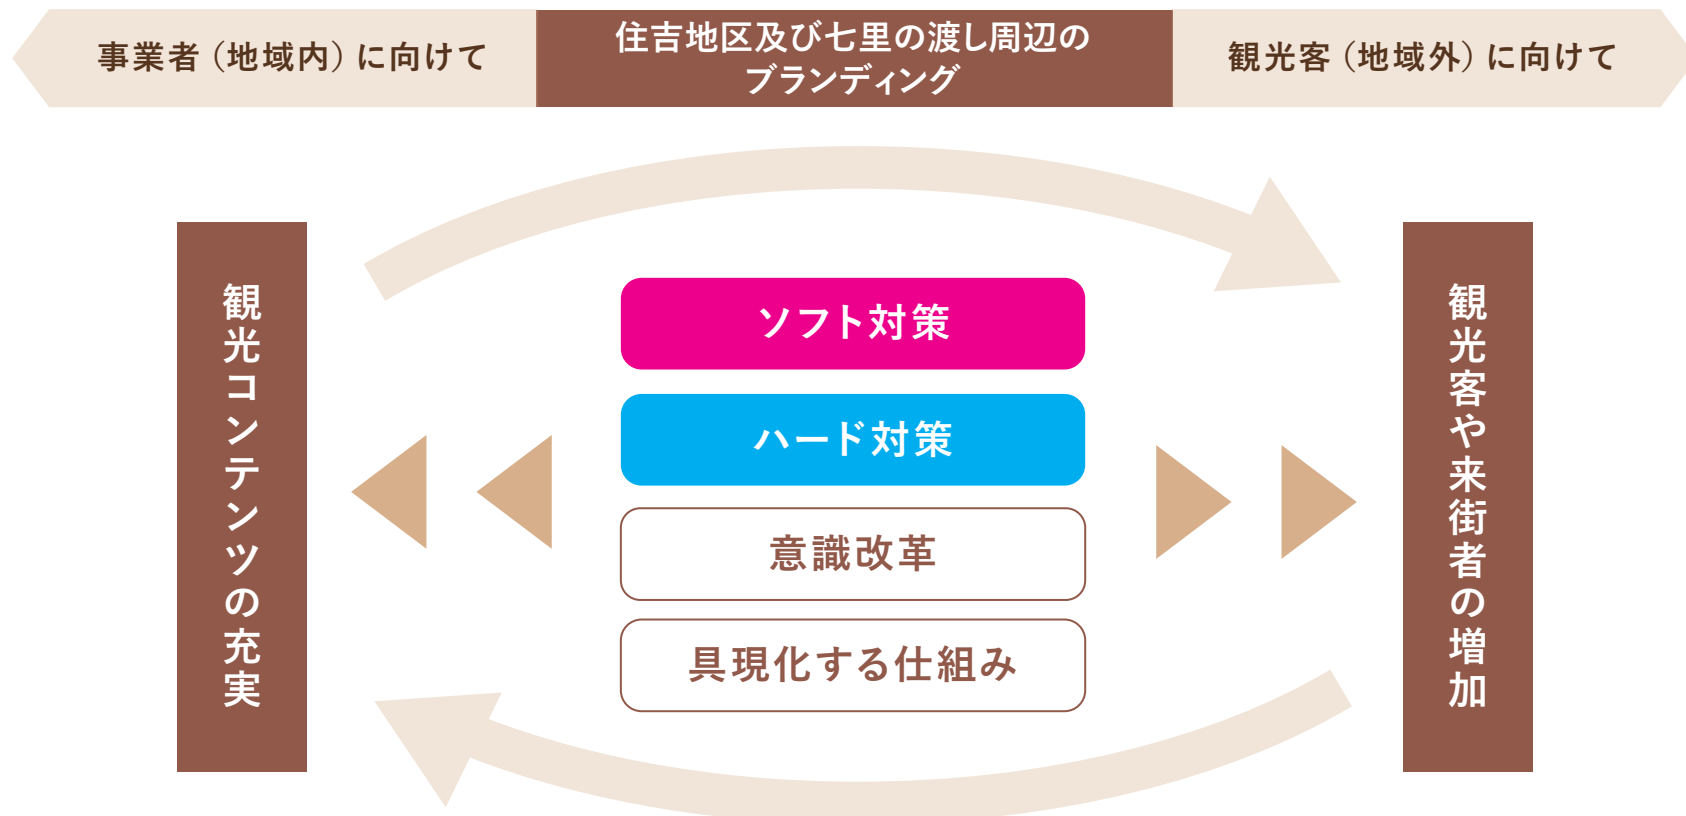 事業者（地域内）に向けて
住吉地区及び七里の渡し周辺の
ブランディング
観光客（地域外）に向けて
観光コンテンツの充実
ソフト対策
ハード対策
意識改革
具現化する仕組み
観光客や来街者の増加